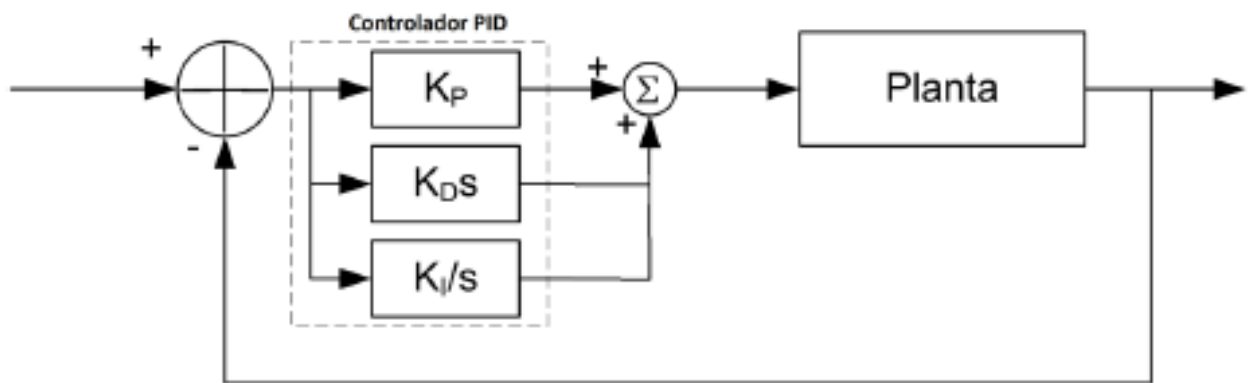 Controlador PID
+
-
K_P
+
Σ
+
Planta
K_Ds
K_I/s